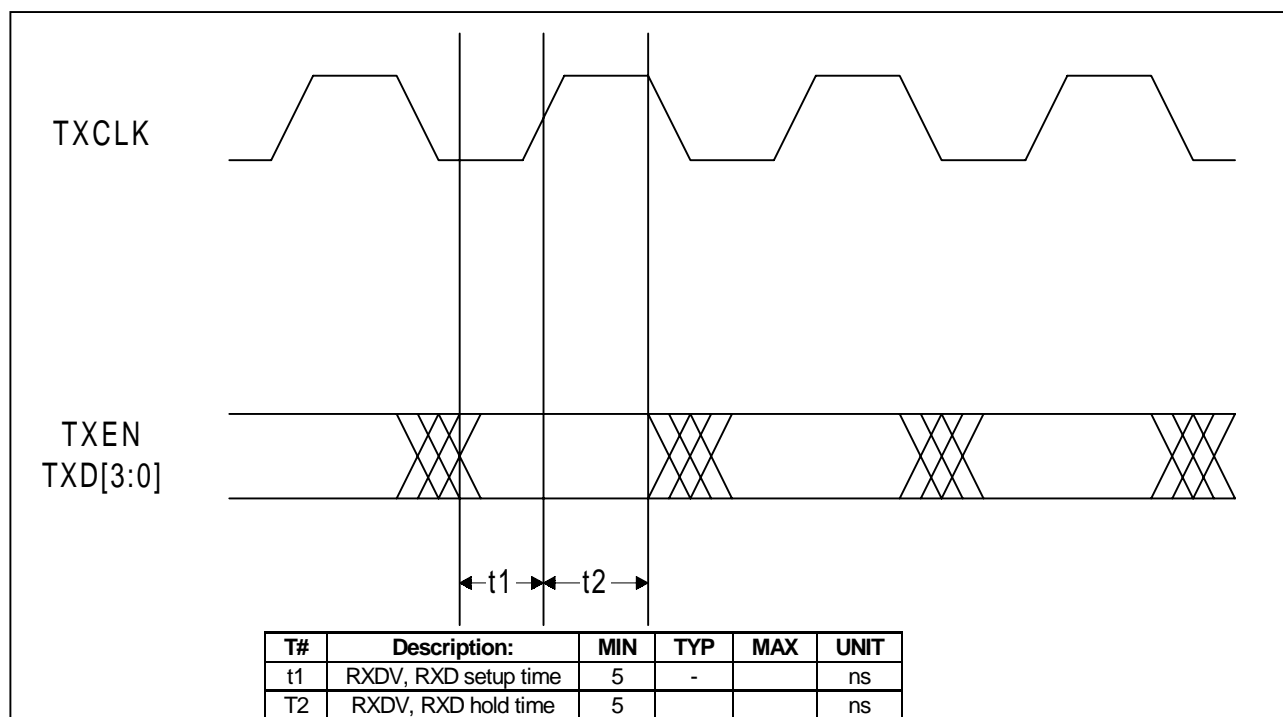 TXCLK
TXEN
TXD[3:0]
t1 t2
T# Description: MIN TYP MAX UNIT
t1 RXDV, RXD setup time 5 - ns
T2 RXDV, RXD hold time 5 ns